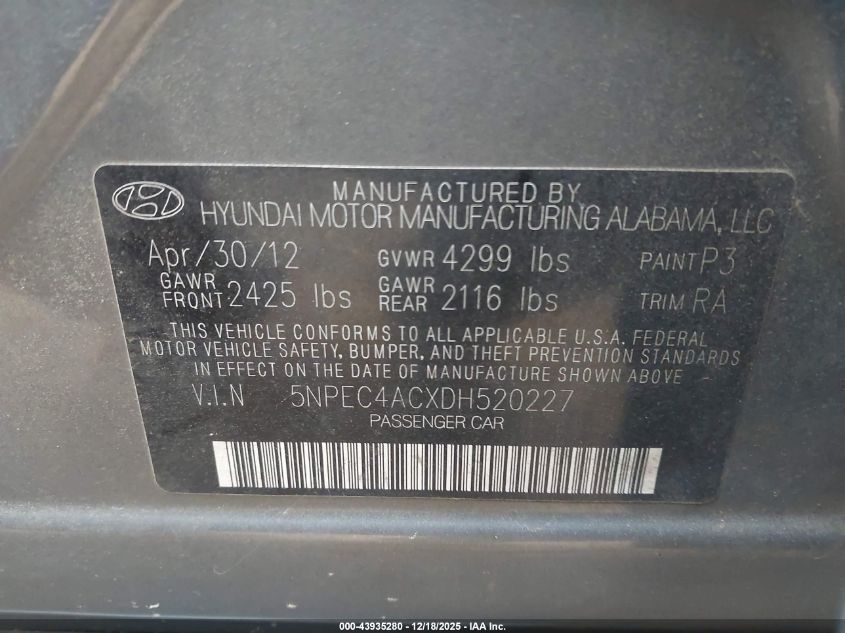 MANUFACTURED BY
HYUNDAI MOTOR MANUFACTURING ALABAMA, LLC
Apr/30/12 GVWR 4299 lbs PAINT P3
GAWR FRONT 2425 lbs GAWR REAR 2116 lbs TRIM RA
THIS VEHICLE CONFORMS TO ALL APPLICABLE U.S.A. FEDERAL
MOTOR VEHICLE SAFETY, BUMPER, AND THEFT PREVENTION STANDARDS
IN EFFECT ON THE DATE OF MANUFACTURE SHOWN ABOVE
V.I.N 5NPEC4ACXDH520227
PASSENGER CAR
000-43935280 - 12/18/2025 - IAA Inc.